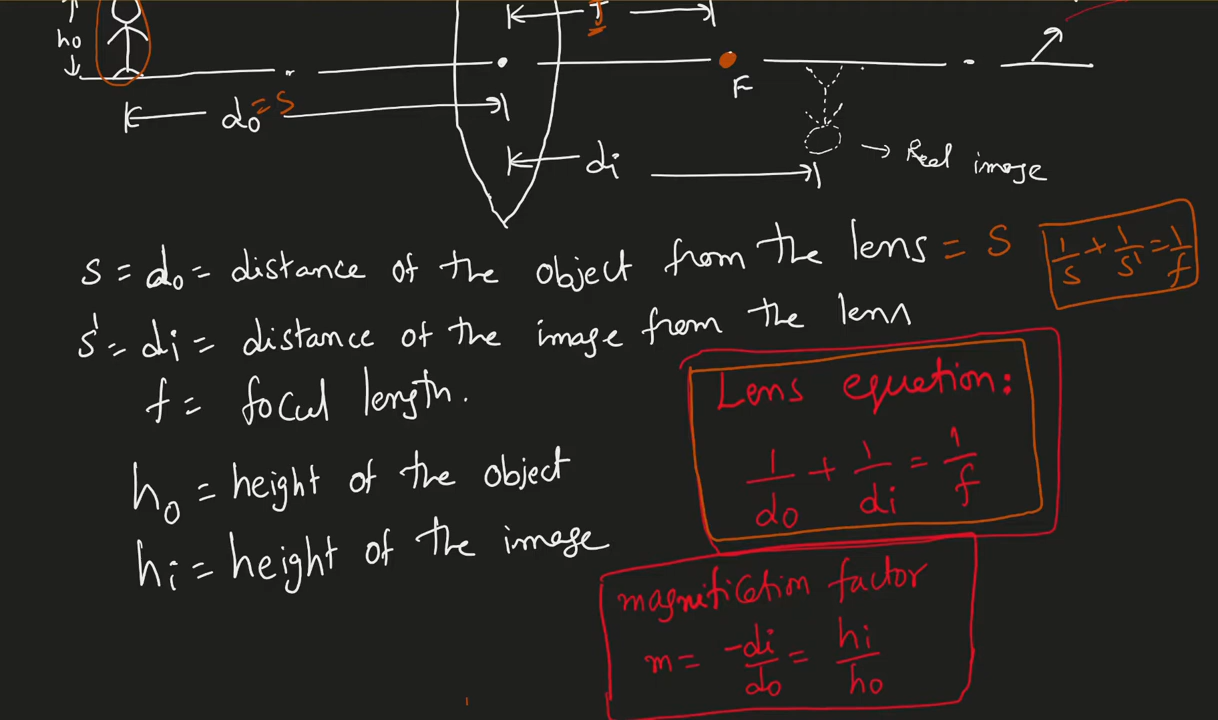 f
ho
F
do = s
di
→ Real image
s = do = distance of the object from the lens = S
1/s + 1/s' = 1/f
s' = di = distance of the image from the lens
f = focal length.
Lens equation:
1/do + 1/di = 1/f
ho = height of the object
hi = height of the image
magnification factor
m = -di/do = hi/ho